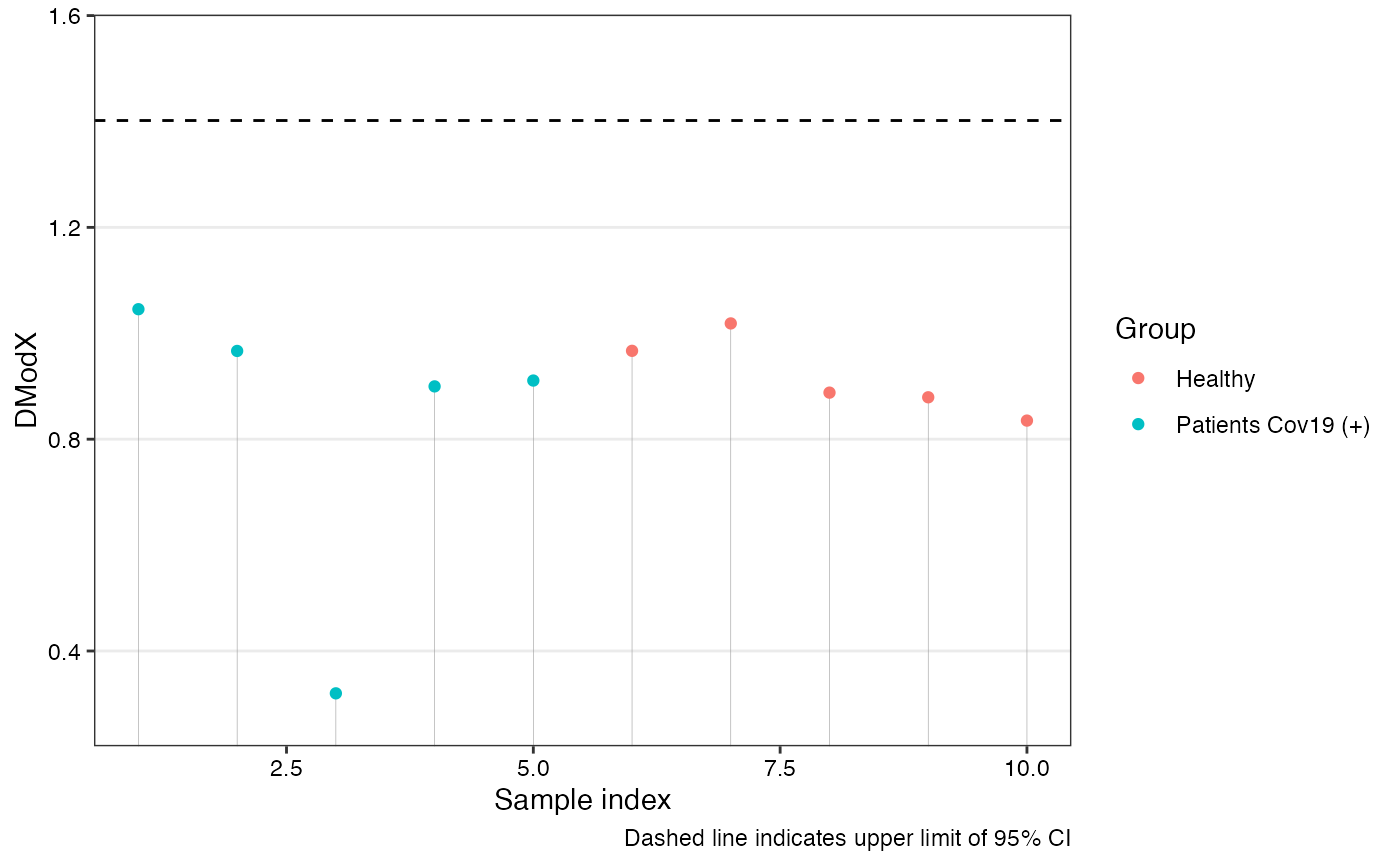 1.6
1.2
0.8
0.4
DModX
2.5 5.0 7.5 10.0
Sample index
Dashed line indicates upper limit of 95% CI
Group
Healthy
Patients Cov19 (+)